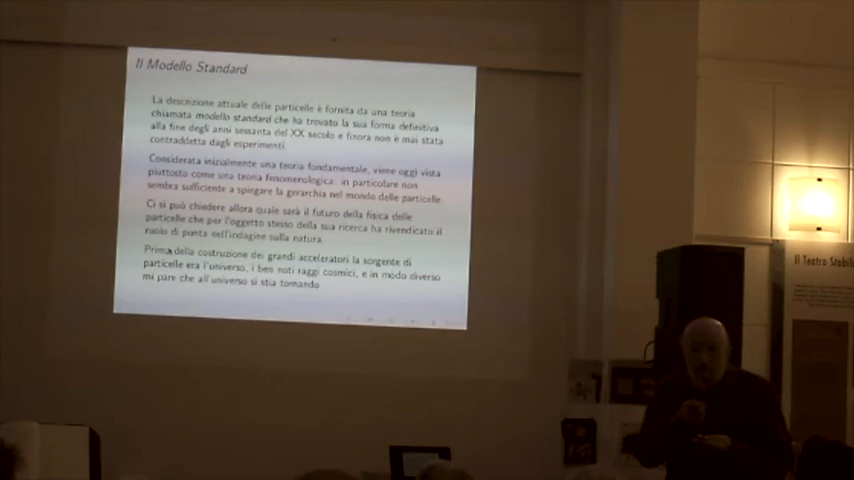 Il Modello Standard
La descrizione attuale delle particelle è fornita da una teoria
chiamata modello standard che ha trovato la sua forma definitiva
alla fine degli anni sessanta del XX secolo e finora non è mai stata
contraddetta dagli esperimenti.
Considerata inizialmente una teoria fondamentale, viene oggi vista
piuttosto come una teoria fenomenologica: in particolare non
sembra sufficiente a spiegare la gerarchia nel mondo delle particelle.
Ci si può chiedere allora quale sarà il futuro della fisica delle
particelle che per l'oggetto stesso della sua ricerca ha rivendicato il
ruolo di punta nell'indagine sulla natura.
Prima della costruzione dei grandi acceleratori la sorgente di
particelle era l'universo, i ben noti raggi cosmici, e in modo diverso
mi pare che all'universo si stia tornando
Il Teatro Stabil